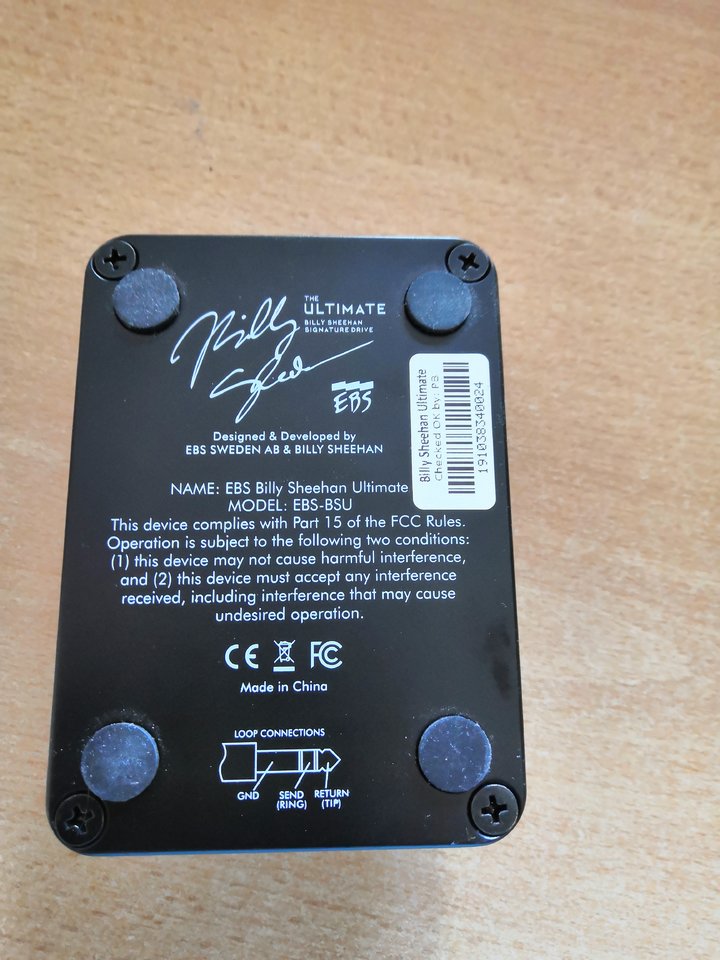 Billy
Sheehan
THE
ULTIMATE
BILLY SHEEHAN
SIGNATURE DRIVE
EBS
Designed & Developed by
EBS SWEDEN AB & BILLY SHEEHAN
Billy Sheehan Ultimate
Checked OK by: PB
191038340024
NAME: EBS Billy Sheehan Ultimate
MODEL: EBS-BSU
This device complies with Part 15 of the FCC Rules.
Operation is subject to the following two conditions:
(1) this device may not cause harmful interference,
and (2) this device must accept any interference
received, including interference that may cause
undesired operation.
CE FC
Made in China
LOOP CONNECTIONS
GND SEND RETURN
(RING) (TIP)